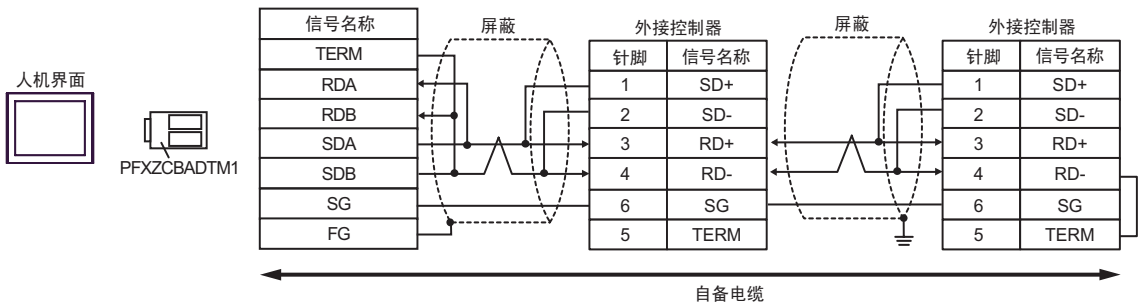 人机界面
PFXZCBADTM1
信号名称
TERM
RDA
RDB
SDA
SDB
SG
FG
屏蔽
外接控制器
针脚 信号名称
1 SD+
2 SD-
3 RD+
4 RD-
6 SG
5 TERM
屏蔽
外接控制器
针脚 信号名称
1 SD+
2 SD-
3 RD+
4 RD-
6 SG
5 TERM
自备电缆